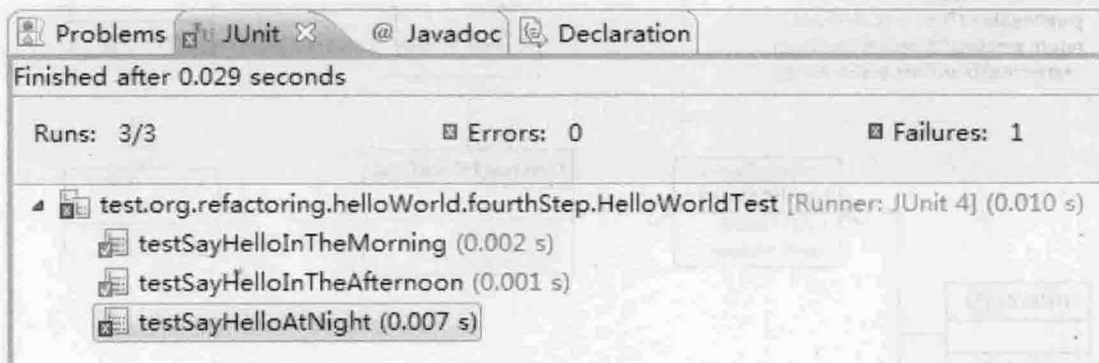 Problems JUnit @ Javadoc Declaration
Finished after 0.029 seconds
Runs: 3/3 Errors: 0 Failures: 1
test.org.refactoring.helloWorld.fourthStep.HelloWorldTest [Runner: JUnit 4] (0.010 s)
testSayHelloInTheMorning (0.002 s)
testSayHelloInTheAfternoon (0.001 s)
testSayHelloAtNight (0.007 s)